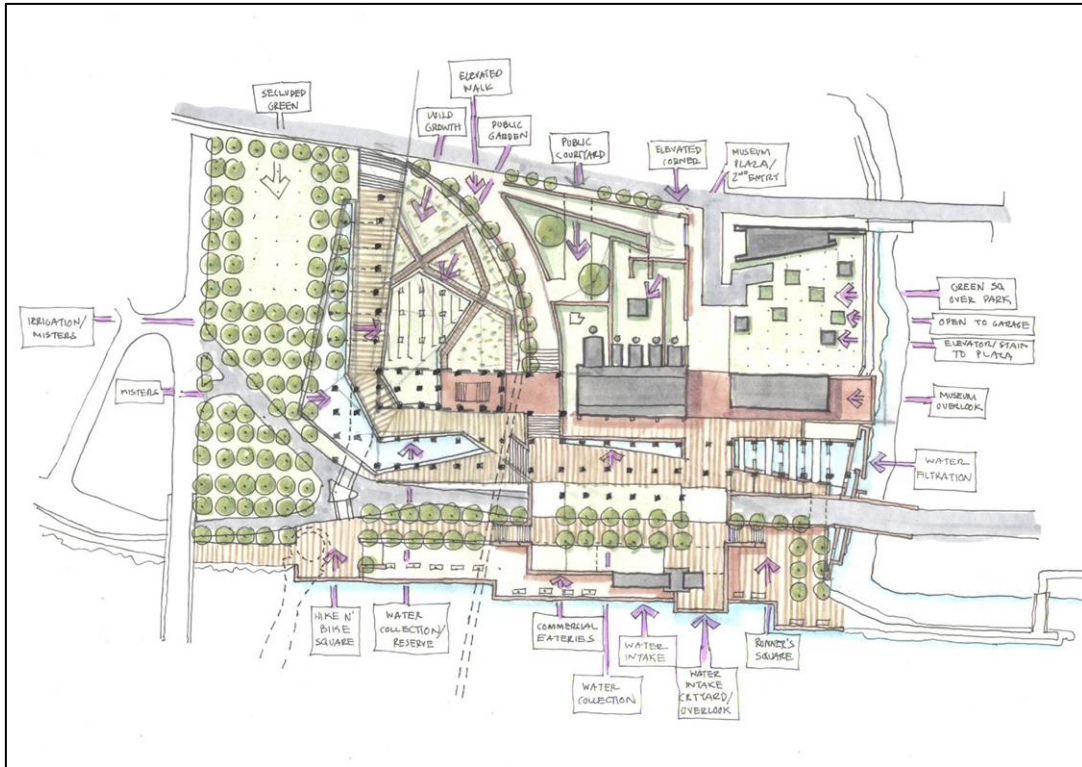 SECLUDED
GREEN
WILD
GROWTH
ELEVATED
WALK
PUBLIC
GARDEN
PUBLIC
COURTYARD
ELEVATED
CORNER
MUSEUM
PLAZA/
2ND ENTRY
IRRIGATION/
MISTERS
MISTERS
GREEN SQ
OVER PARK
OPEN TO GARAGE
ELEVATOR/STAIR
TO PLAZA
MUSEUM
OVERLOOK
WATER
FILTRATION
HIKE N'
BIKE
SQUARE
WATER
COLLECTION/
RESERVE
COMMERCIAL
EATERIES
WATER
COLLECTION
WATER
INTAKE
WATER
INTAKE
CRTYARD/
OVERLOOK
RUNNER'S
SQUARE